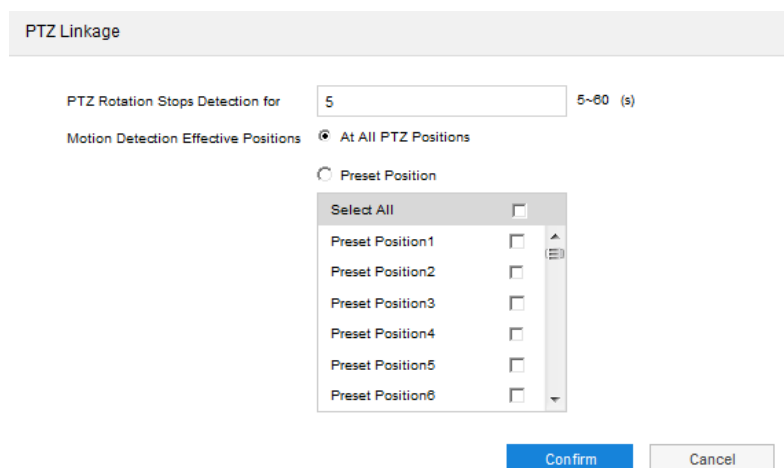 PTZ Linkage
PTZ Rotation Stops Detection for 5 5~60 (s)
Motion Detection Effective Positions At All PTZ Positions
Preset Position
Select All
Preset Position1
Preset Position2
Preset Position3
Preset Position4
Preset Position5
Preset Position6
Confirm Cancel